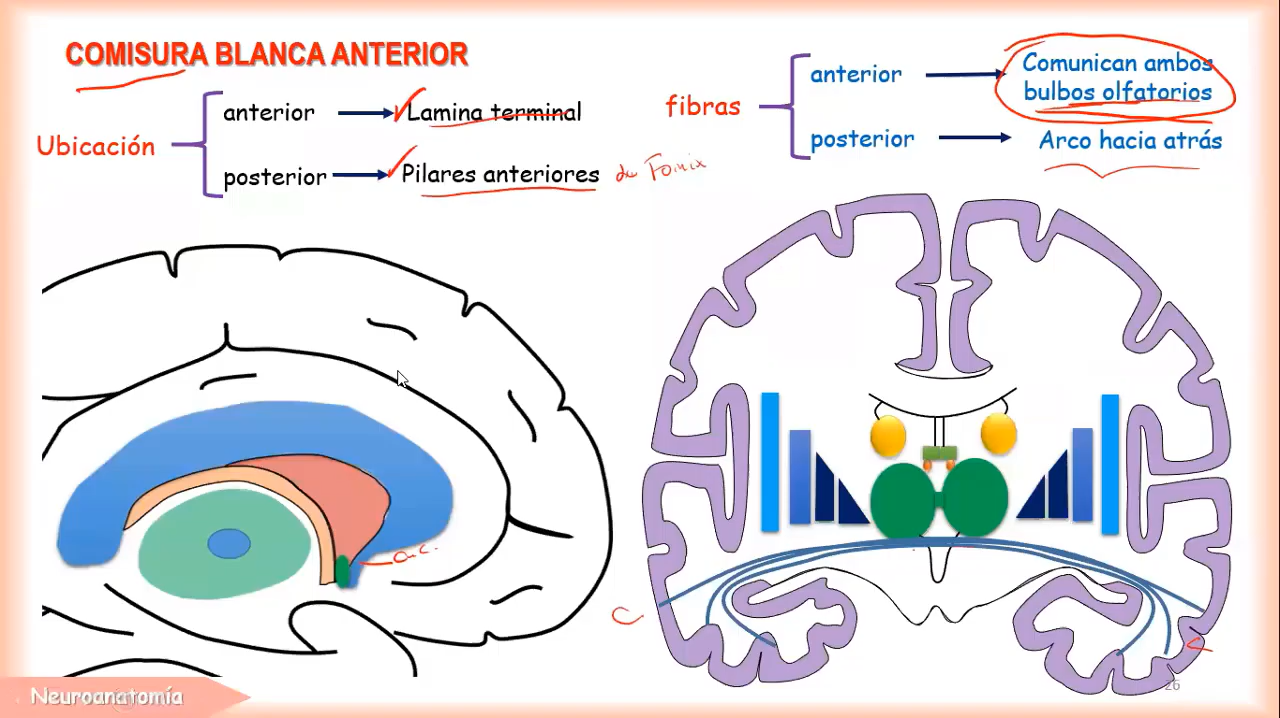 COMISURA BLANCA ANTERIOR
Ubicación
anterior
Lamina terminal
posterior
Pilares anteriores de Fornix
fibras
anterior
Comunican ambos
bulbos olfatorios
posterior
Arco hacia atrás
a.c.
Neuroanatomía
26